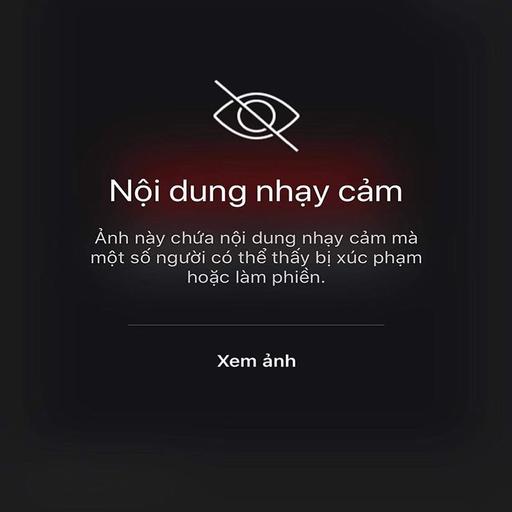 Nội dung nhạy cảm
Ảnh này chứa nội dung nhạy cảm mà
một số người có thể thấy bị xúc phạm
hoặc làm phiền.
Xem ảnh